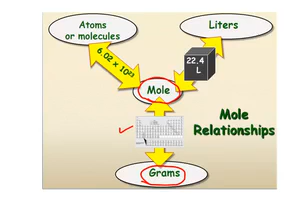 Atoms
or molecules
Liters
6.02 x 10²³
22.4
L
Mole
Mole
Relationships
Grams